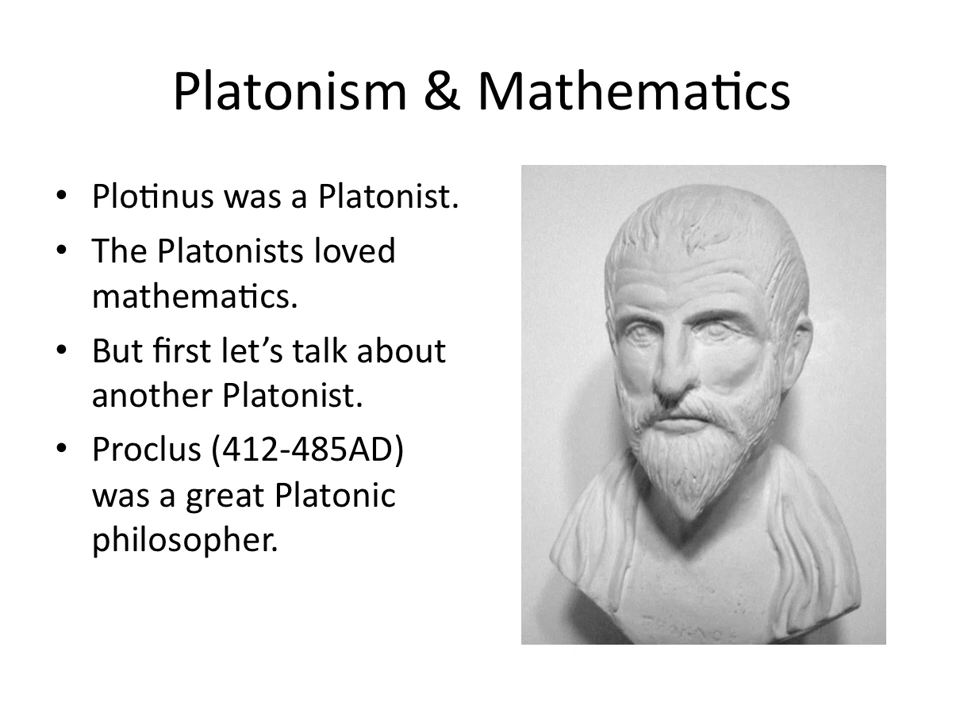 Platonism & Mathematics
• Plotinus was a Platonist.
• The Platonists loved
mathematics.
• But first let’s talk about
another Platonist.
• Proclus (412-485AD)
was a great Platonic
philosopher.